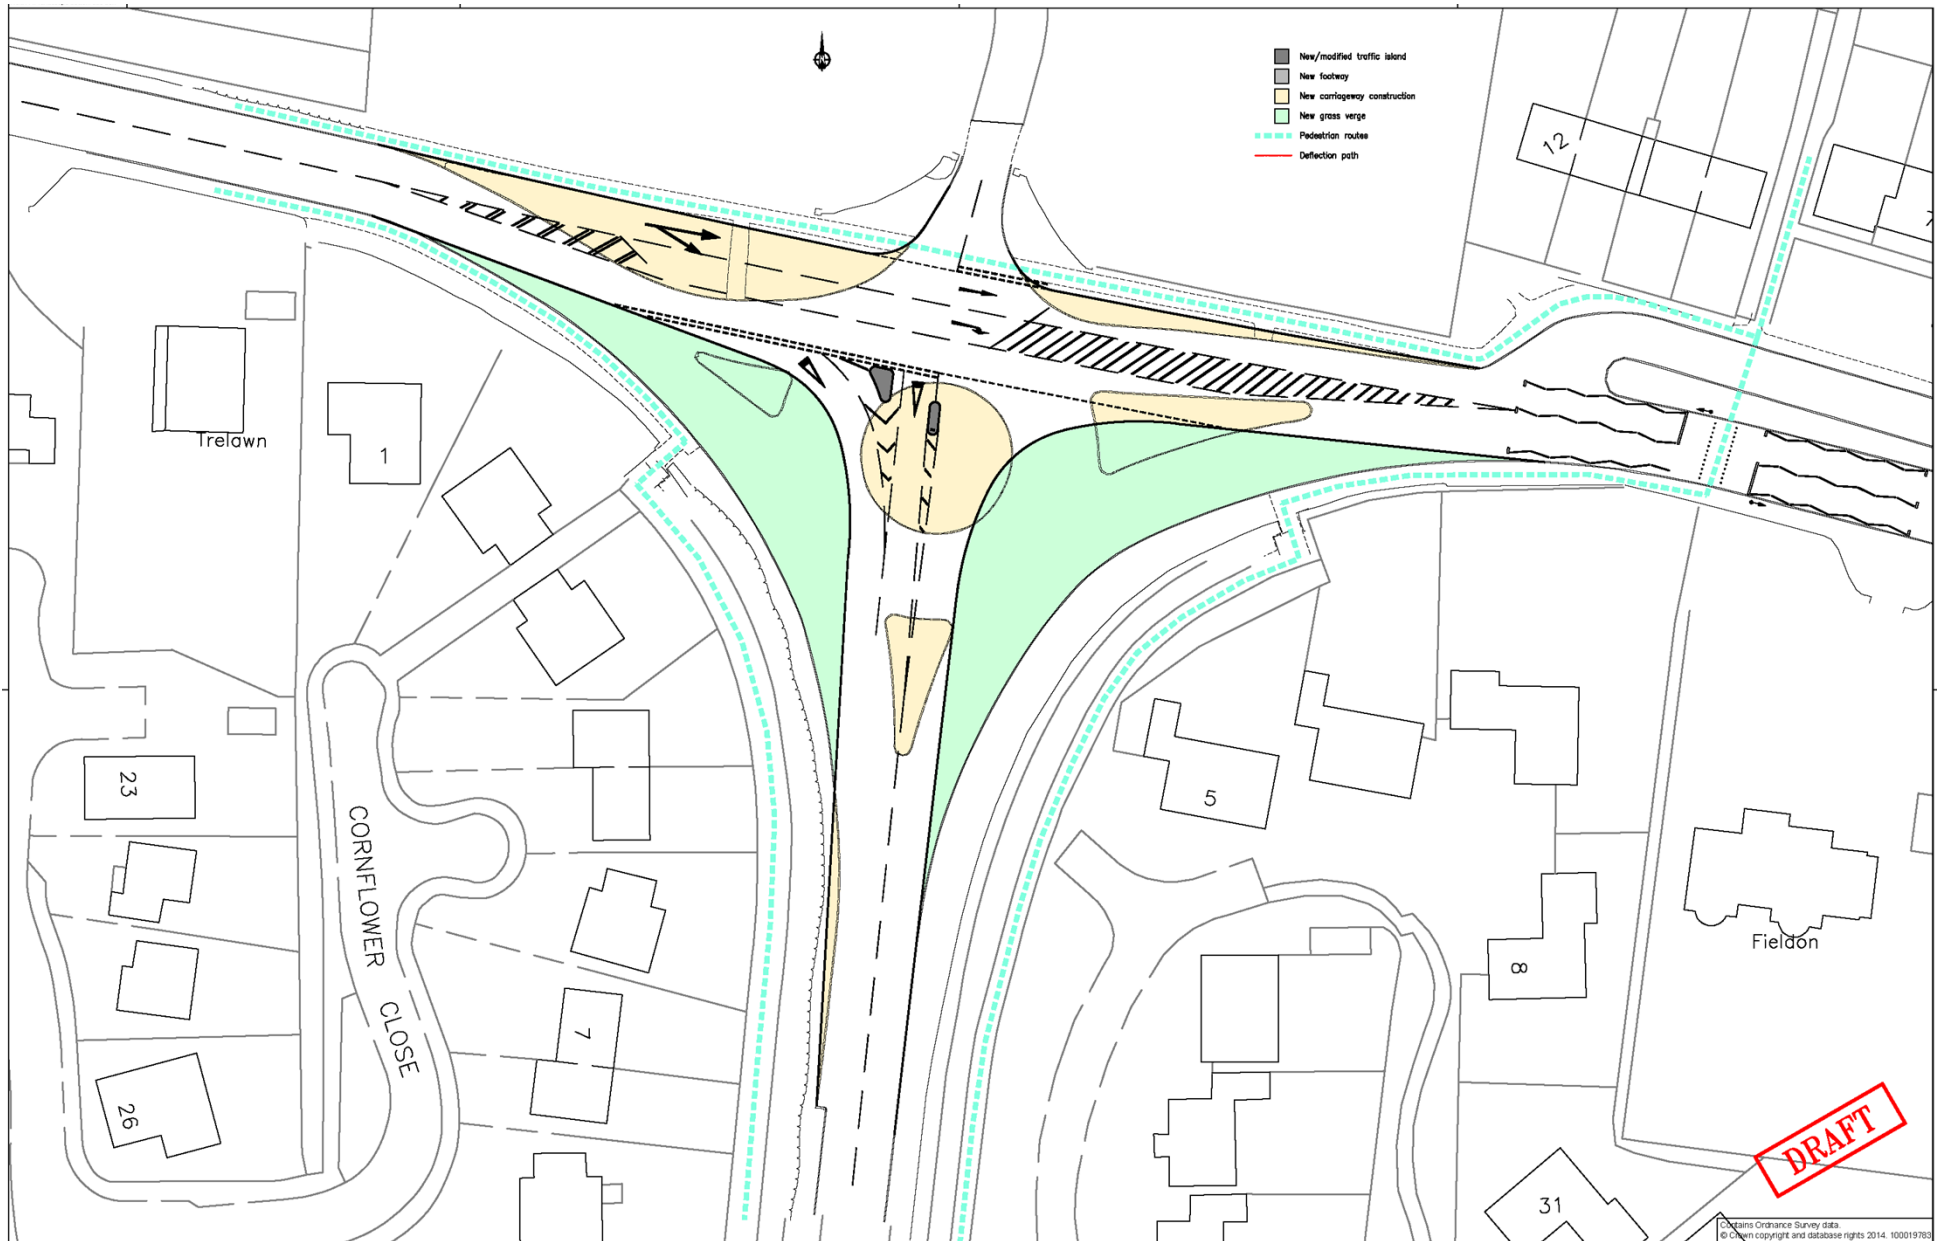 New/modified traffic island
New footway
New carriageway construction
New grass verge
Pedestrian routes
Deflection path
12
7
Trelawn
1
23
5
CORNFLOWER CLOSE
Fieldon
8
7
26
31
DRAFT
Contains Ordnance Survey data.
© Crown copyright and database rights 2014. 100019783